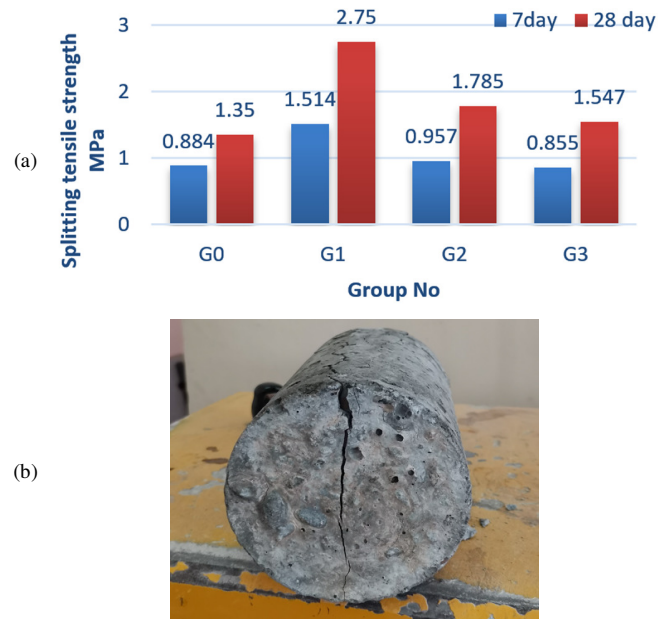 7day 28 day
3
2
1
0
Splitting tensile strength
MPa
0.884
1.35
1.514
2.75
0.957
1.785
0.855
1.547
G0 G1 G2 G3
Group No
(a)
(b)